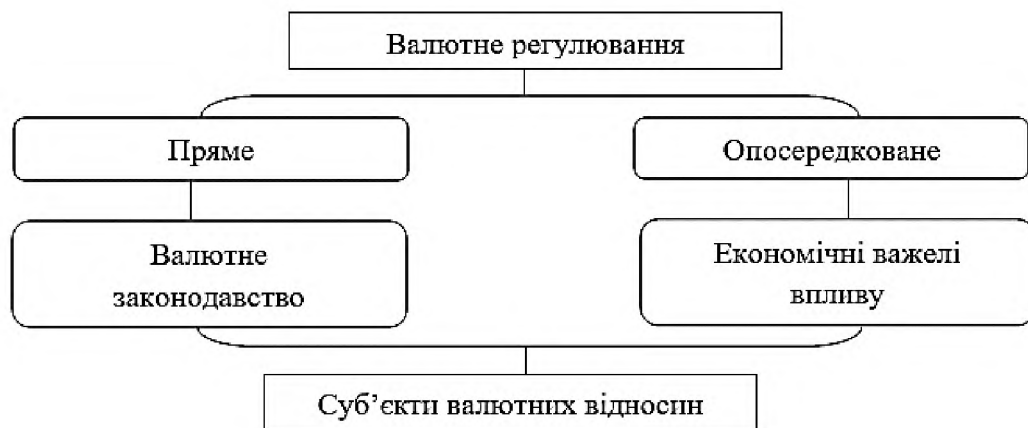 Валютне регулювання
Пряме
Опосередковане
Валютне
законодавство
Економічні важелі
впливу
Суб’єкти валютних відносин